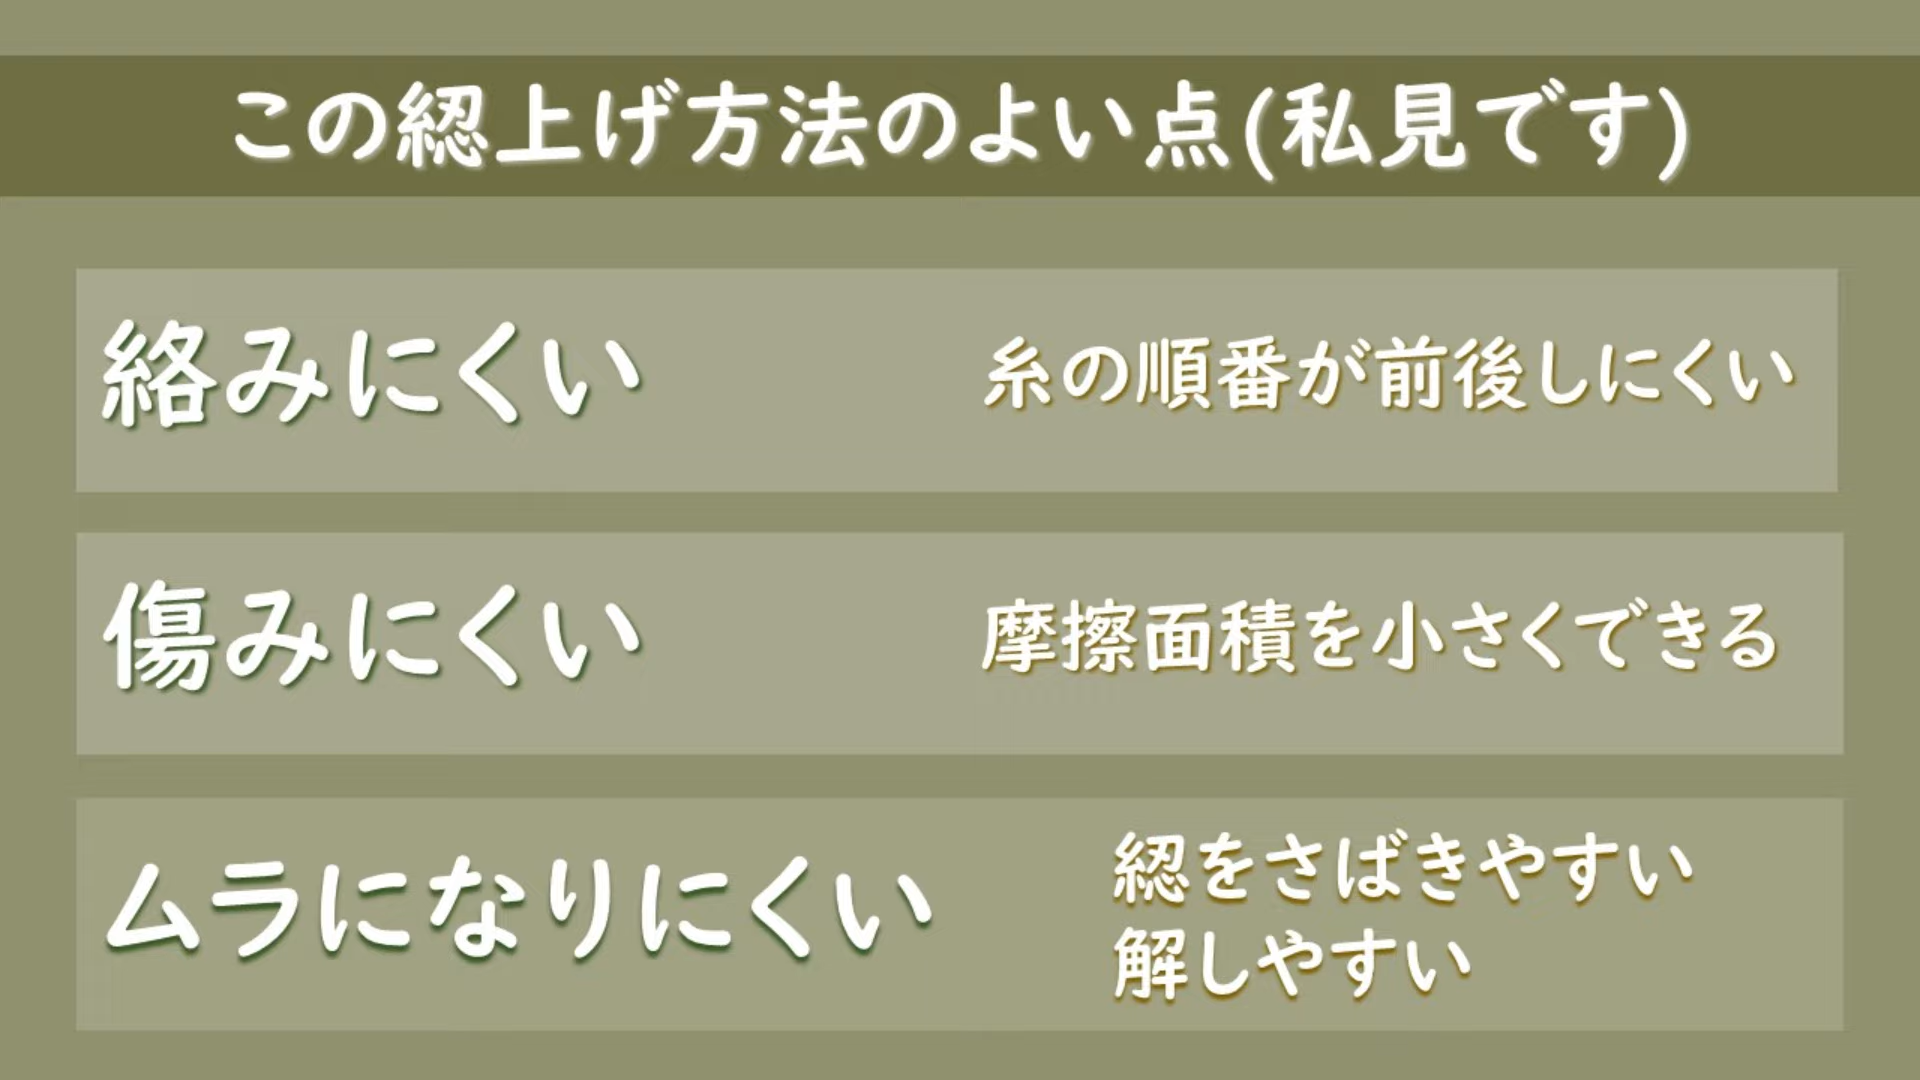 この綛上げ方法のよい点(私見です)
絡みにくい
糸の順番が前後しにくい
傷みにくい
摩擦面積を小さくできる
ムラになりにくい
綛をさばきやすい
解しやすい